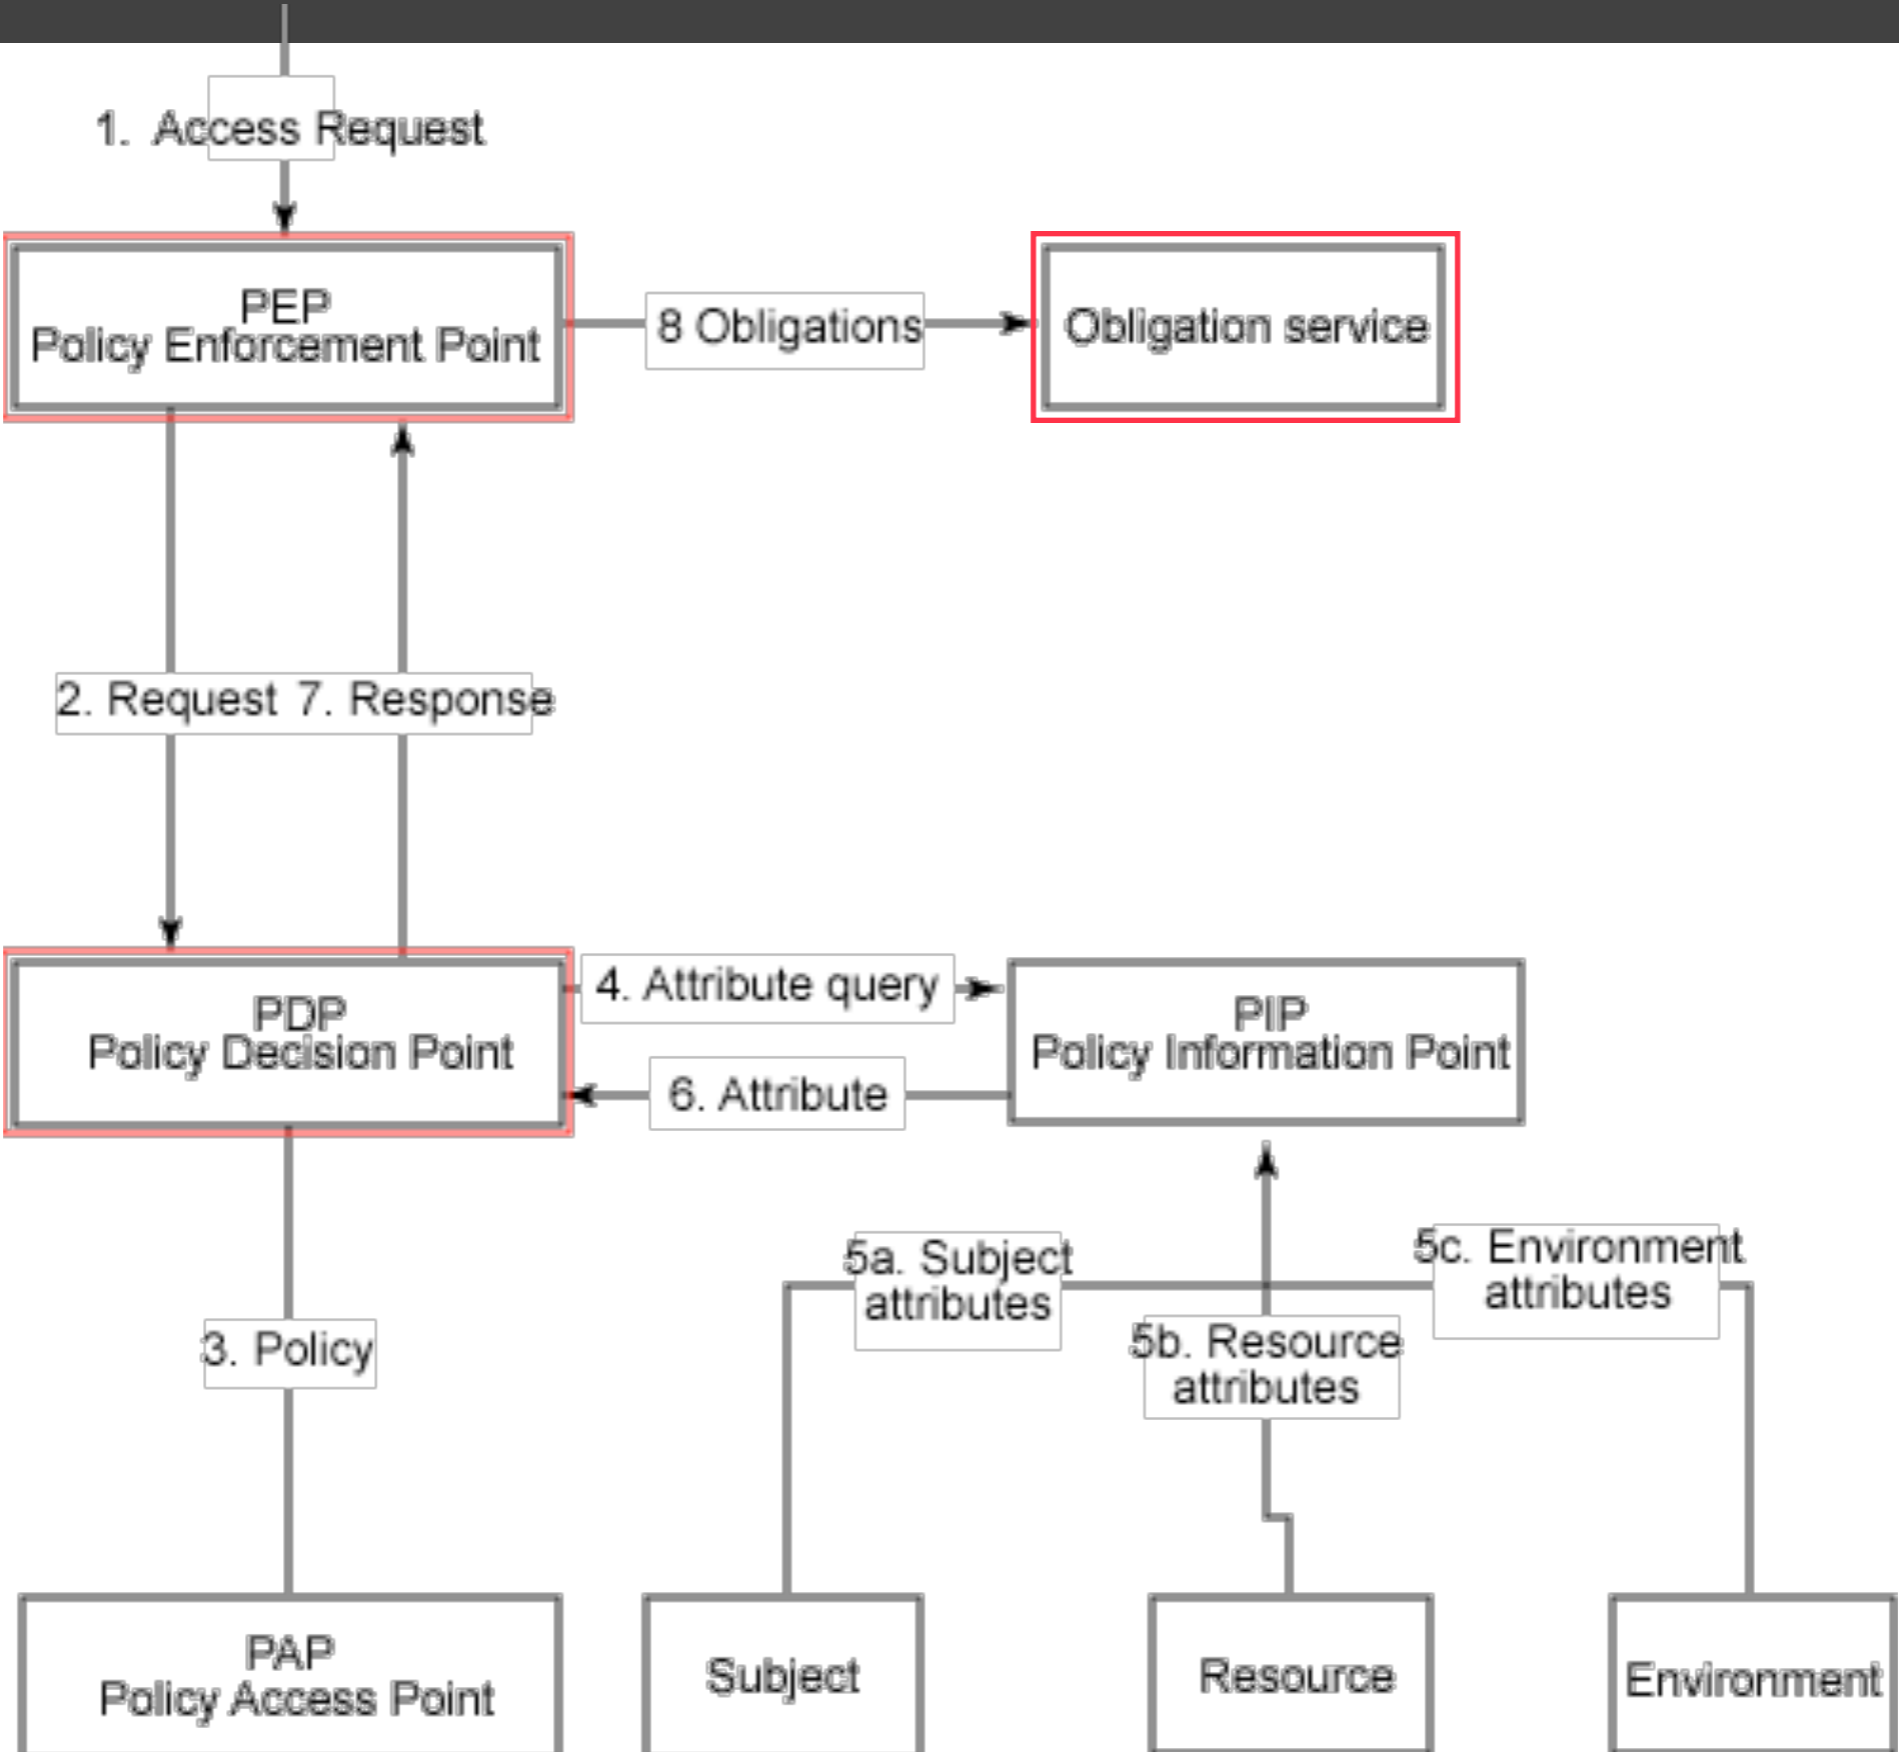 1. Access Request
PEP
Policy Enforcement Point
8 Obligations
Obligation service
2. Request
7. Response
PDP
Policy Decision Point
4. Attribute query
6. Attribute
PIP
Policy Information Point
5a. Subject
attributes
5b. Resource
attributes
5c. Environment
attributes
3. Policy
PAP
Policy Access Point
Subject
Resource
Environment